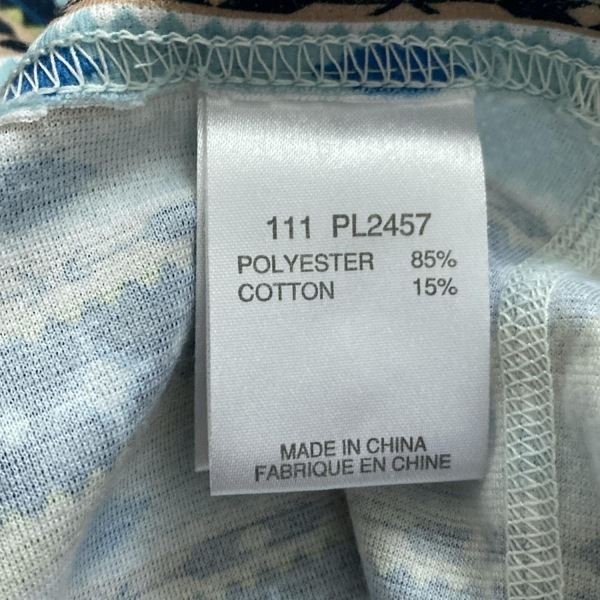 111 PL2457
POLYESTER 85%
COTTON 15%
MADE IN CHINA
FABRIQUE EN CHINE